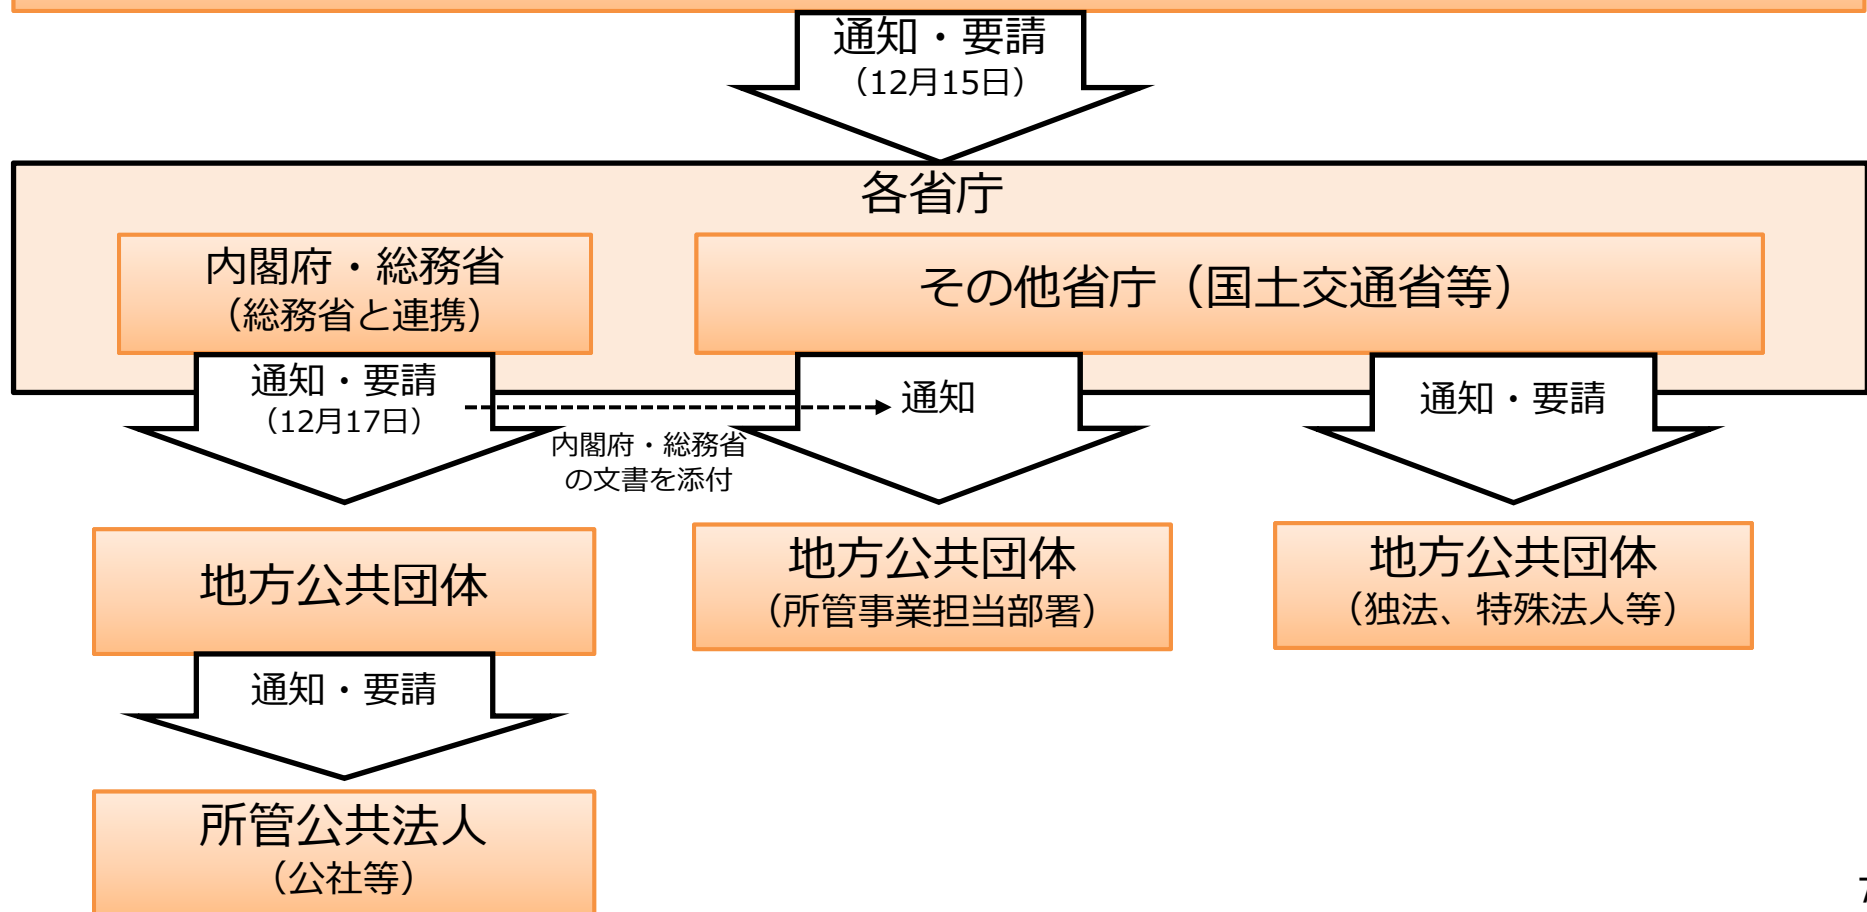 通知・要請
（12月15日）
各省庁
内閣府・総務省
（総務省と連携）
その他省庁（国土交通省等）
通知・要請
（12月17日）
通知
通知・要請
内閣府・総務省
の文書を添付
地方公共団体
地方公共団体
（所管事業担当部署）
地方公共団体
（独法、特殊法人等）
通知・要請
所管公共法人
（公社等）
7